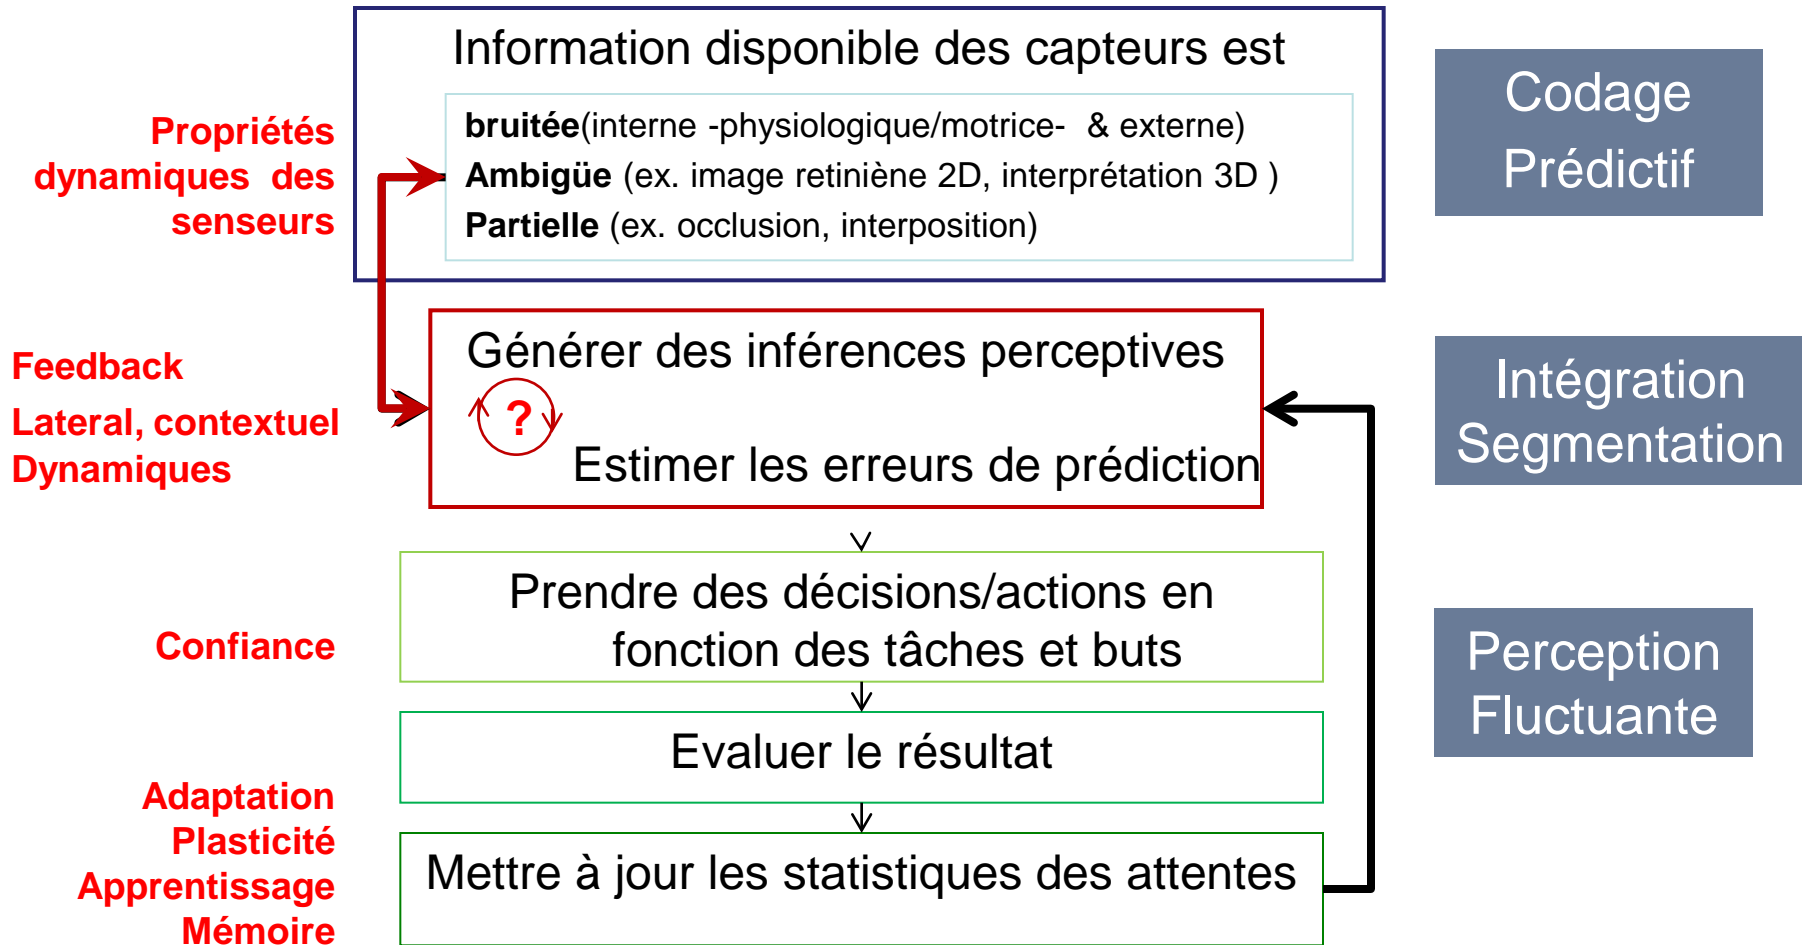 Information disponible des capteurs est
bruitée(interne -physiologique/motrice-  & externe)
Ambigüe (ex. image retiniène 2D, interprétation 3D )
Partielle (ex. occlusion, interposition)
Propriétés
dynamiques  des
senseurs
Codage
Prédictif
Générer des inférences perceptives
?
Estimer les erreurs de prédiction
Feedback
Lateral, contextuel
Dynamiques
Intégration
Segmentation
Prendre des décisions/actions en
fonction des tâches et buts
Confiance
Perception
Fluctuante
Evaluer le résultat
Adaptation
Plasticité
Apprentissage
Mémoire
Mettre à jour les statistiques des attentes